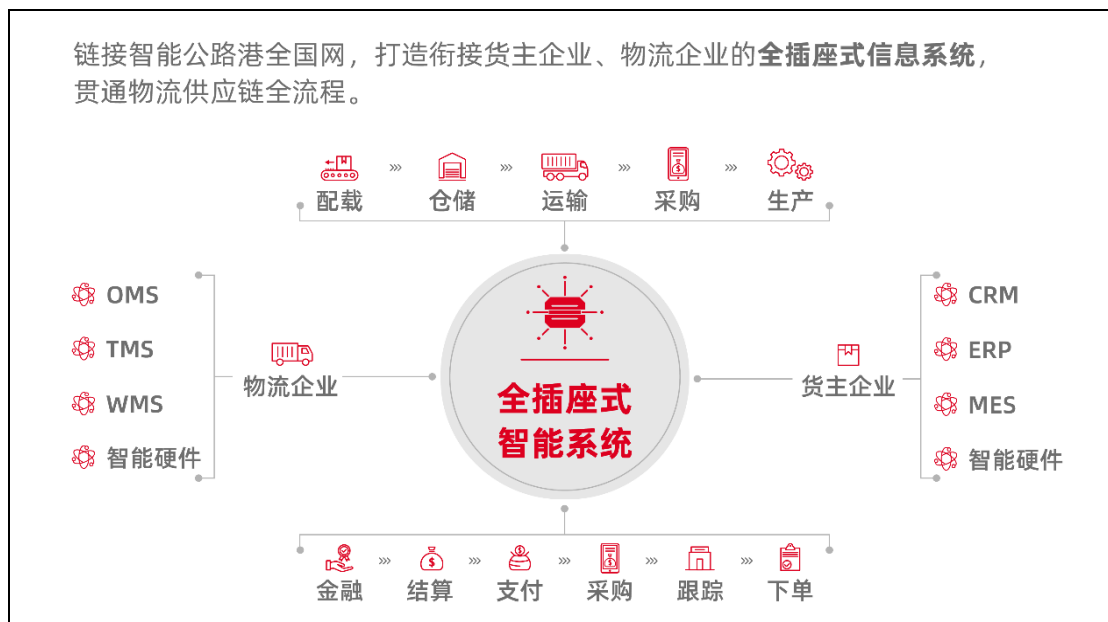 链接智能公路港全国网，打造衔接货主企业、物流企业的全插座式信息系统，
贯通物流供应链全流程。
配载 »» 仓储 »» 运输 »» 采购 »» 生产
OMS
TMS
WMS
智能硬件
物流企业
全插座式
智能系统
货主企业
CRM
ERP
MES
智能硬件
金融 »» 结算 »» 支付 »» 采购 »» 跟踪 »» 下单